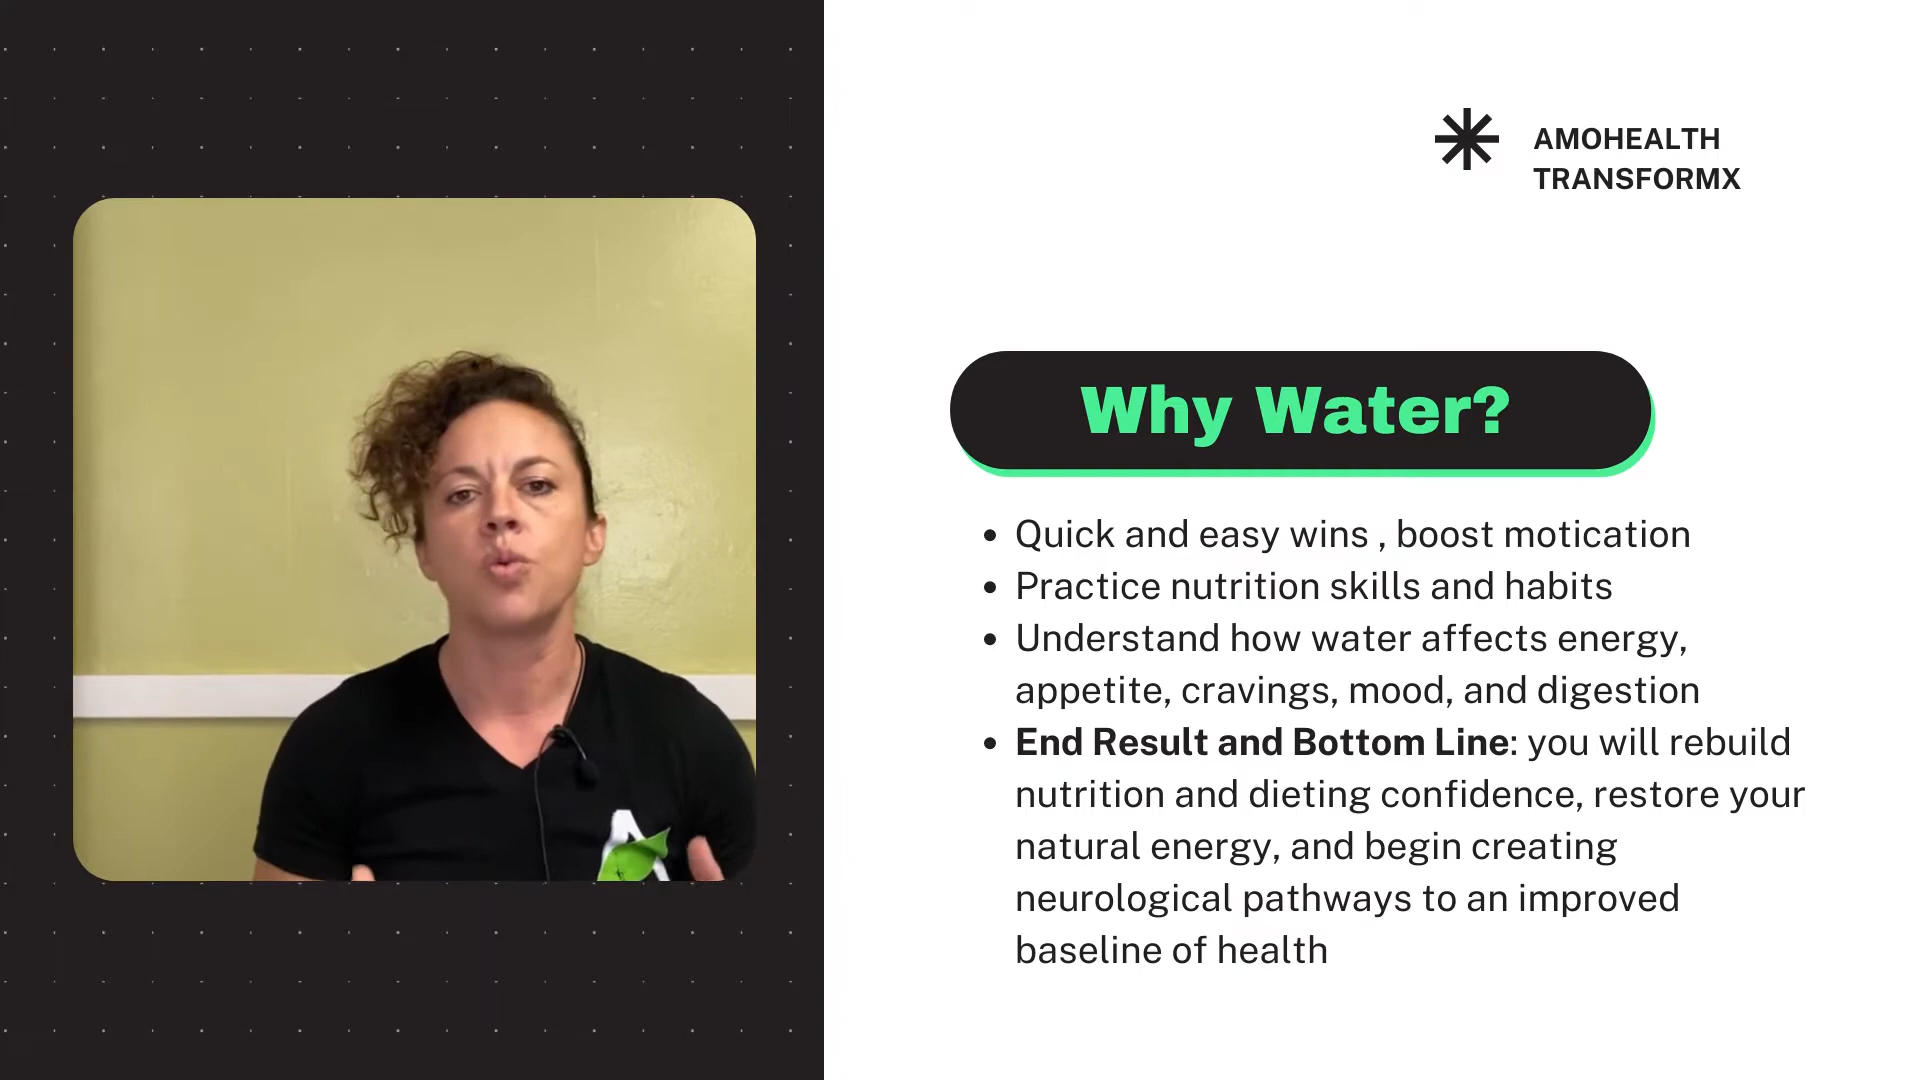 AMOHEALTH
TRANSFORMX
Why Water?
• Quick and easy wins , boost motication
• Practice nutrition skills and habits
• Understand how water affects energy,
appetite, cravings, mood, and digestion
• End Result and Bottom Line: you will rebuild
nutrition and dieting confidence, restore your
natural energy, and begin creating
neurological pathways to an improved
baseline of health
A